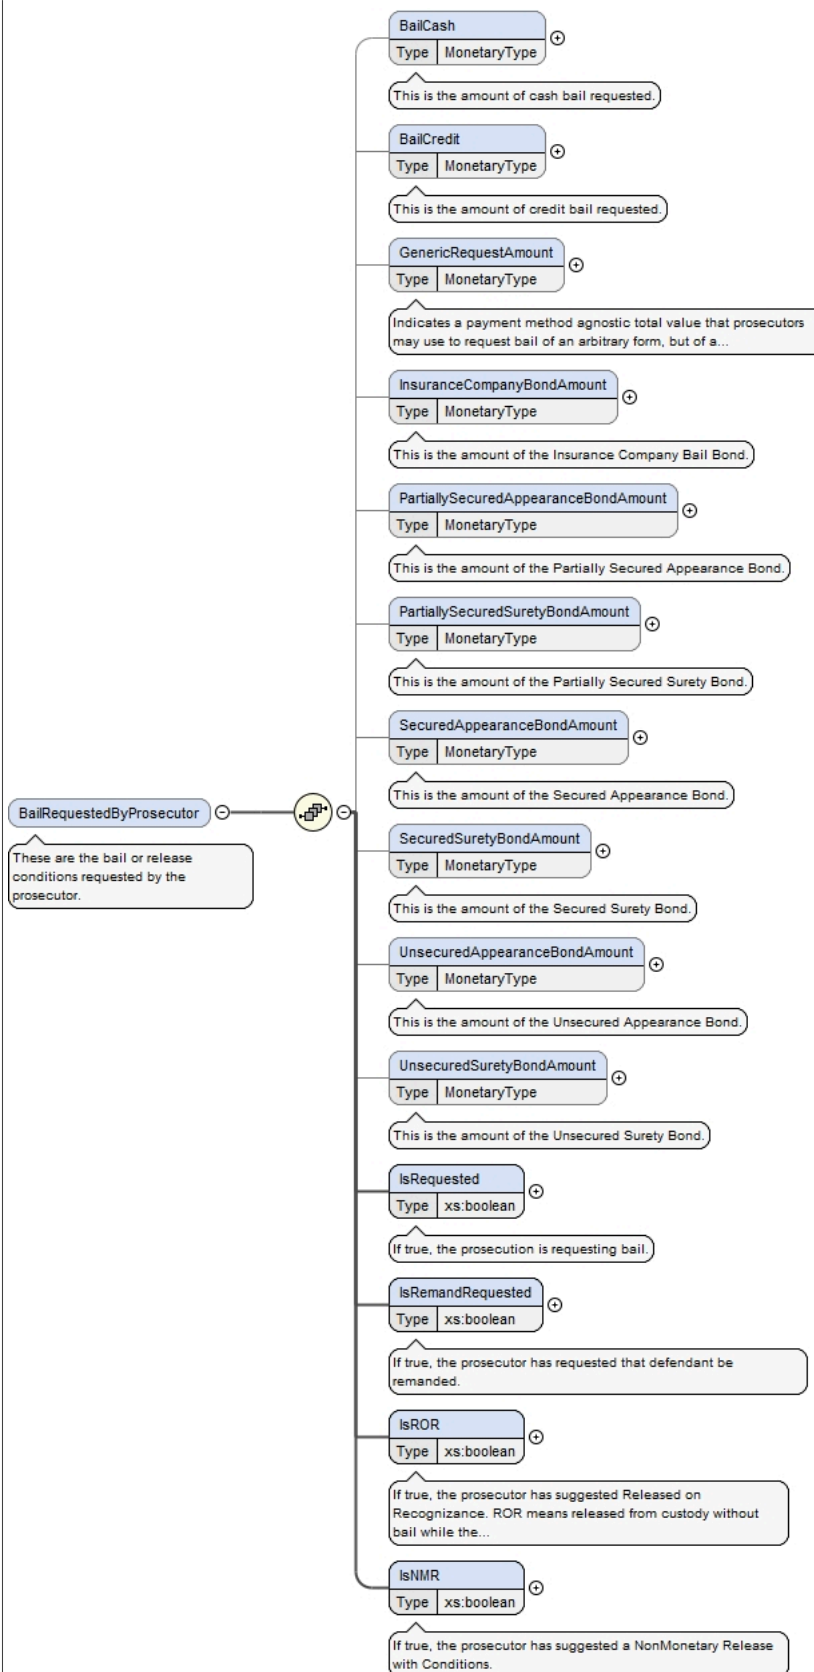 BailCash
Type MonetaryType
This is the amount of cash bail requested.
BailCredit
Type MonetaryType
This is the amount of credit bail requested.
GenericRequestAmount
Type MonetaryType
Indicates a payment method agnostic total value that prosecutors
may use to request bail of an arbitrary form, but of a...
InsuranceCompanyBondAmount
Type MonetaryType
This is the amount of the Insurance Company Bail Bond.
PartiallySecuredAppearanceBondAmount
Type MonetaryType
This is the amount of the Partially Secured Appearance Bond.
PartiallySecuredSuretyBondAmount
Type MonetaryType
This is the amount of the Partially Secured Surety Bond.
SecuredAppearanceBondAmount
Type MonetaryType
This is the amount of the Secured Appearance Bond.
BailRequestedByProsecutor
These are the bail or release
conditions requested by the
prosecutor.
SecuredSuretyBondAmount
Type MonetaryType
This is the amount of the Secured Surety Bond.
UnsecuredAppearanceBondAmount
Type MonetaryType
This is the amount of the Unsecured Appearance Bond.
UnsecuredSuretyBondAmount
Type MonetaryType
This is the amount of the Unsecured Surety Bond.
IsRequested
Type xs:boolean
If true, the prosecution is requesting bail.
IsRemandRequested
Type xs:boolean
If true, the prosecutor has requested that defendant be
remanded.
IsROR
Type xs:boolean
If true, the prosecutor has suggested Released on
Recognizance. ROR means released from custody without
bail while the...
IsNMR
Type xs:boolean
If true, the prosecutor has suggested a NonMonetary Release
with Conditions.